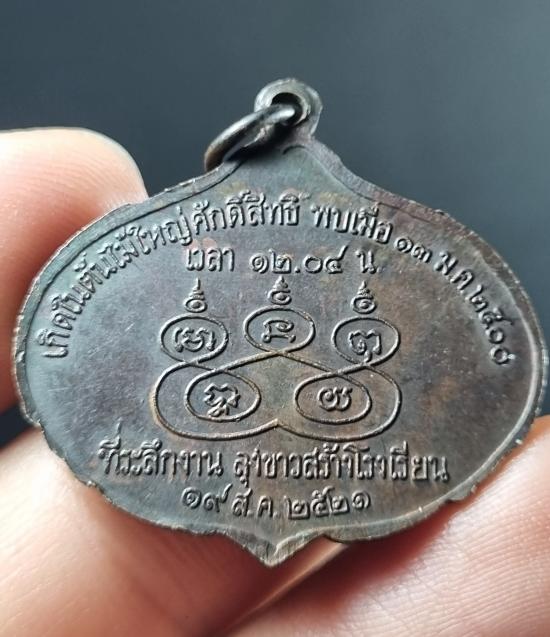 เกิดในต้นไม้ใหญ่ศักดิ์สิทธิ์ พบเมื่อ ๑๓ ม.ค.๒๕๐๘
เวลา ๑๒.๐๔ น.
ที่ระลึกงาน ลุงขาวสร้างโรงเรียน
๑๙ ส.ค. ๒๕๒๑